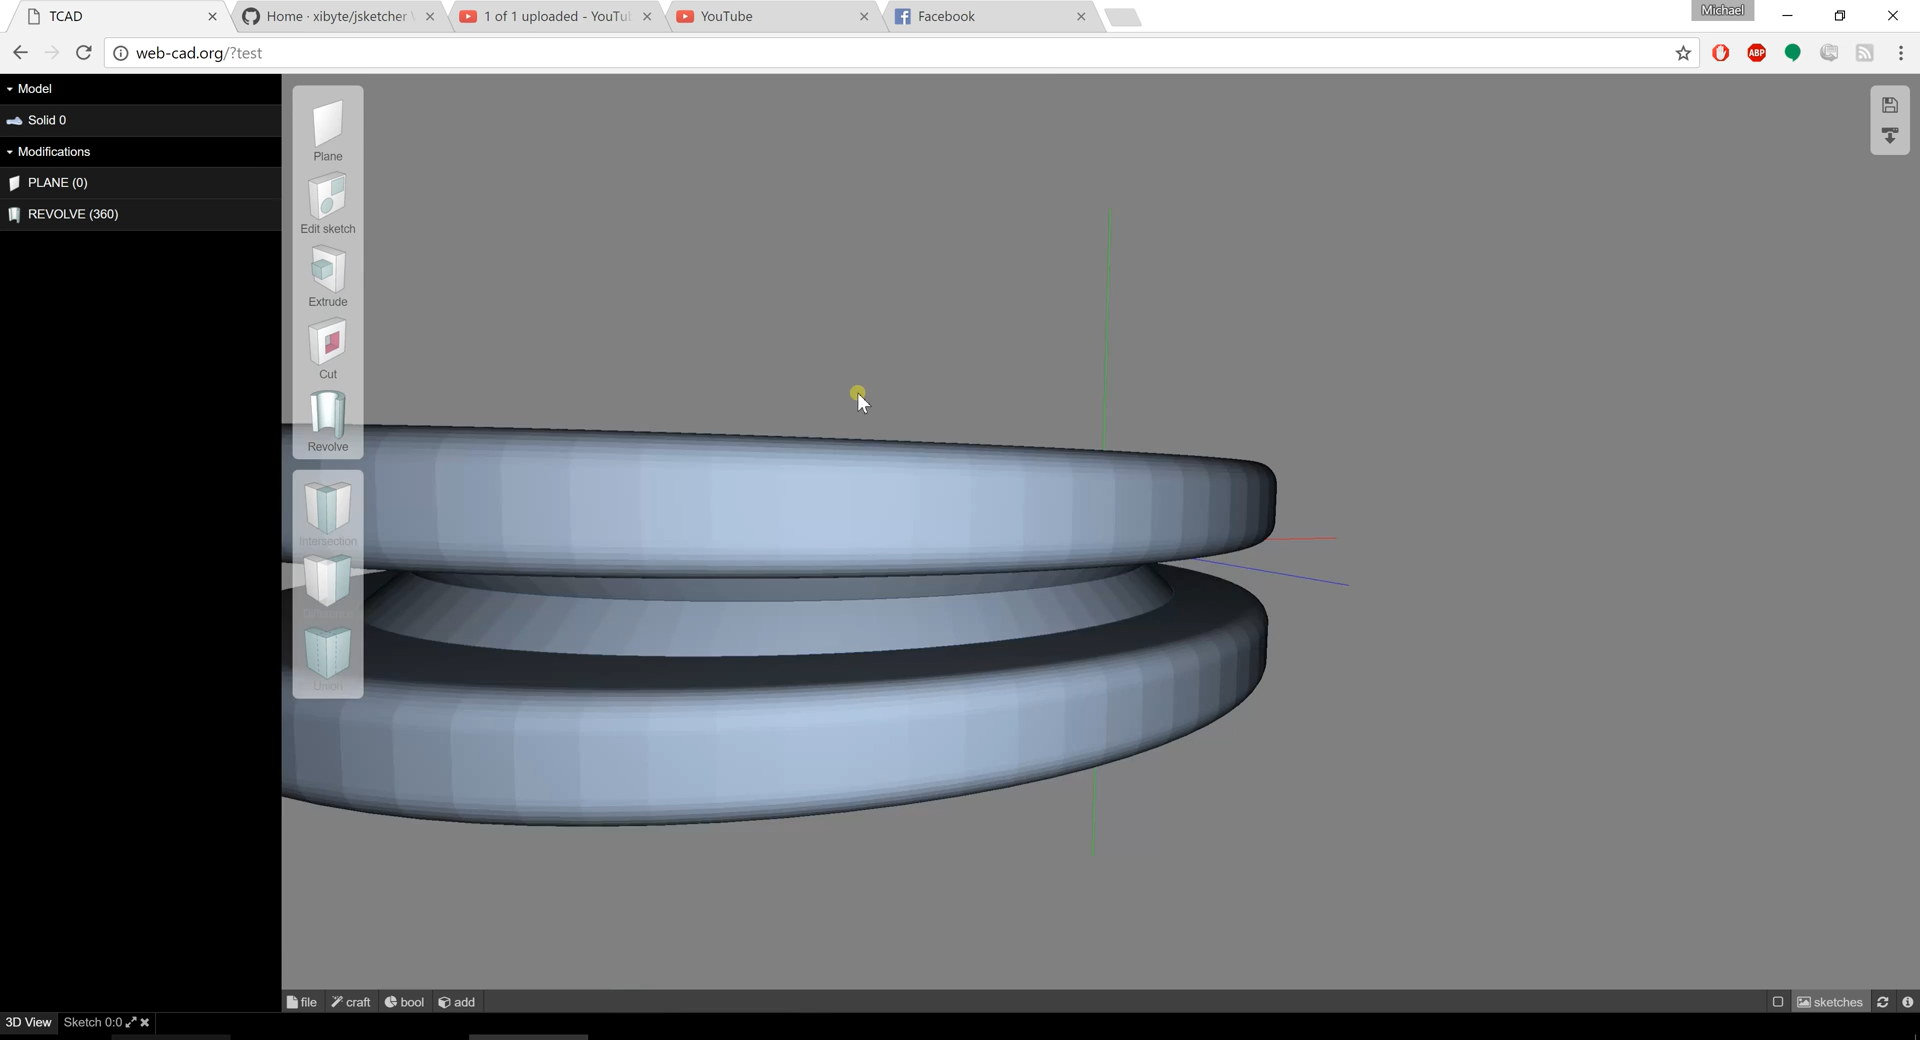 TCAD
Home · xibyte/jsketcher
1 of 1 uploaded - YouTu
YouTube
Facebook
Michael
web-cad.org/?test
ABP
Model
Solid 0
Modifications
PLANE (0)
REVOLVE (360)
Plane
Edit sketch
Extrude
Cut
Revolve
Intersection
Union
file
craft
bool
add
sketches
3D View
Sketch 0:0